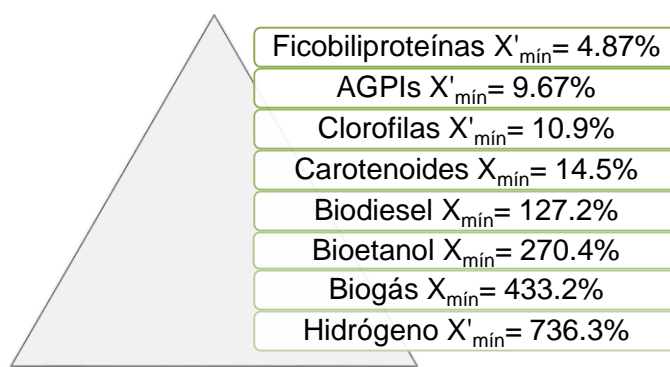 Ficobiliproteínas X'mín= 4.87%
AGPIs X'mín= 9.67%
Clorofilas X'mín= 10.9%
Carotenoides Xmín= 14.5%
Biodiesel Xmín= 127.2%
Bioetanol Xmín= 270.4%
Biogás Xmín= 433.2%
Hidrógeno X'mín= 736.3%